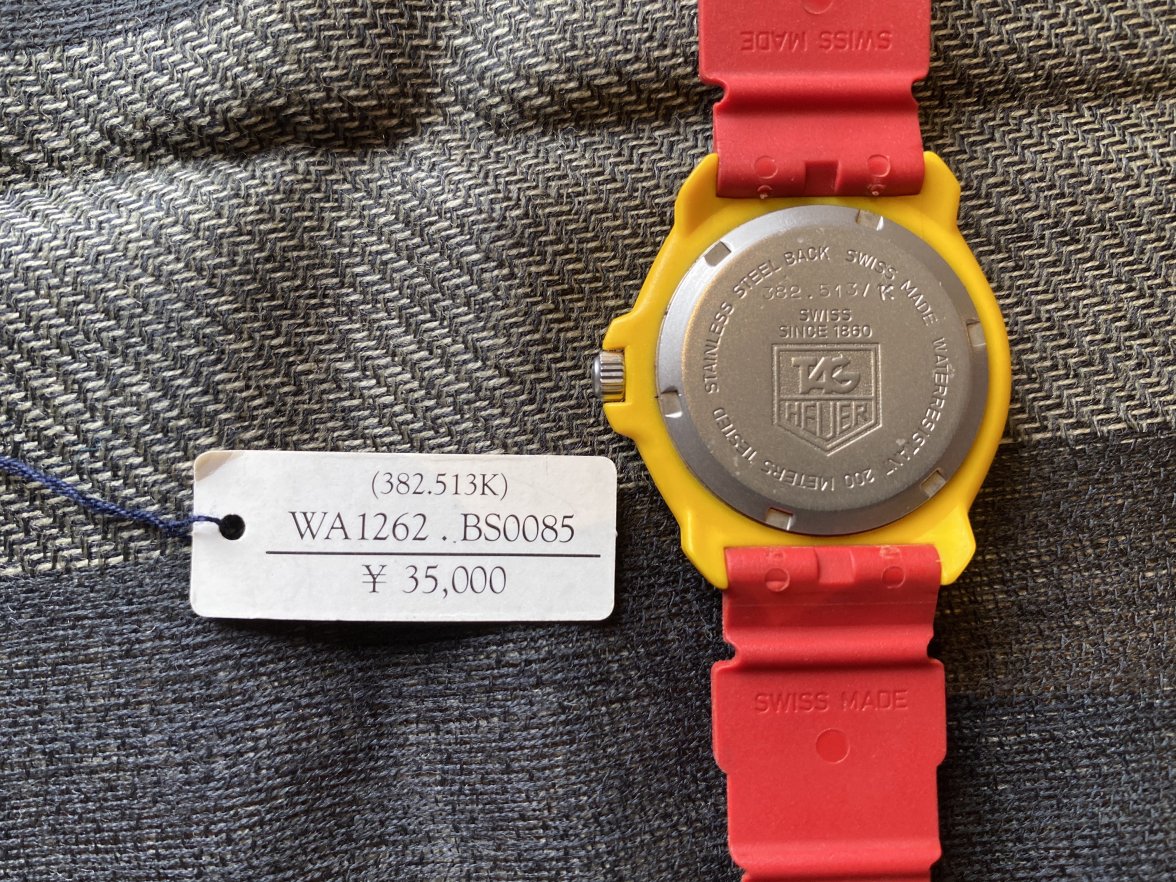 SWISS MADE
STAINLESS STEEL BACK SWISS MADE WATERRESISTANT 200 METERS TESTED
382.513/K
SWISS
SINCE 1860
TAG
HEUER
(382.513K)
WA1262 . BS0085
¥ 35,000
SWISS MADE